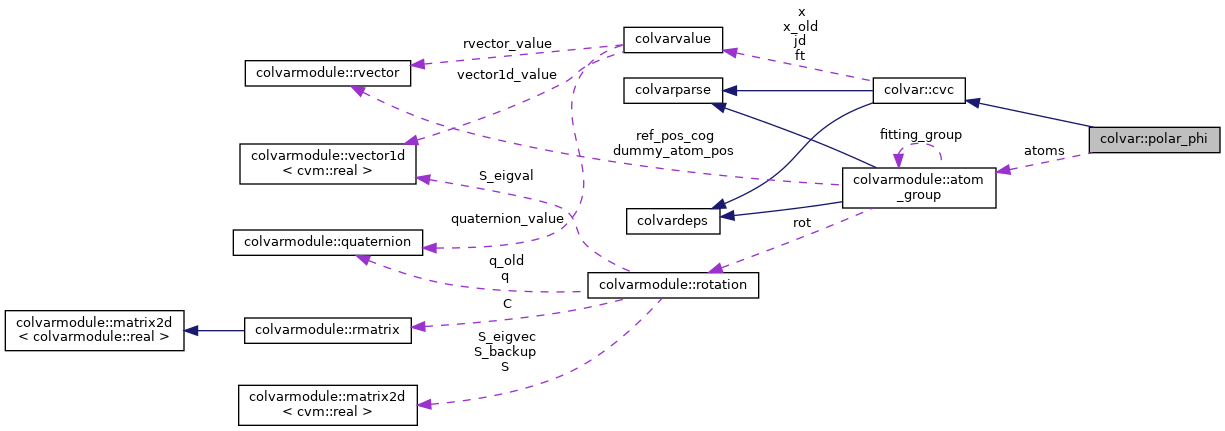 x
x_old
jd
ft
colvarvalue
rvector_value
colvarmodule::rvector
vector1d_value
colvarparse
colvar::cvc
colvar::polar_phi
ref_pos_cog
dummy_atom_pos
fitting_group
atoms
colvarmodule::vector1d
< cvm::real >
S_eigval
colvarmodule::atom
_group
quaternion_value
colvardeps
rot
colvarmodule::quaternion
q_old
q
colvarmodule::rotation
C
colvarmodule::matrix2d
< colvarmodule::real >
colvarmodule::rmatrix
S_eigvec
S_backup
S
colvarmodule::matrix2d
< cvm::real >